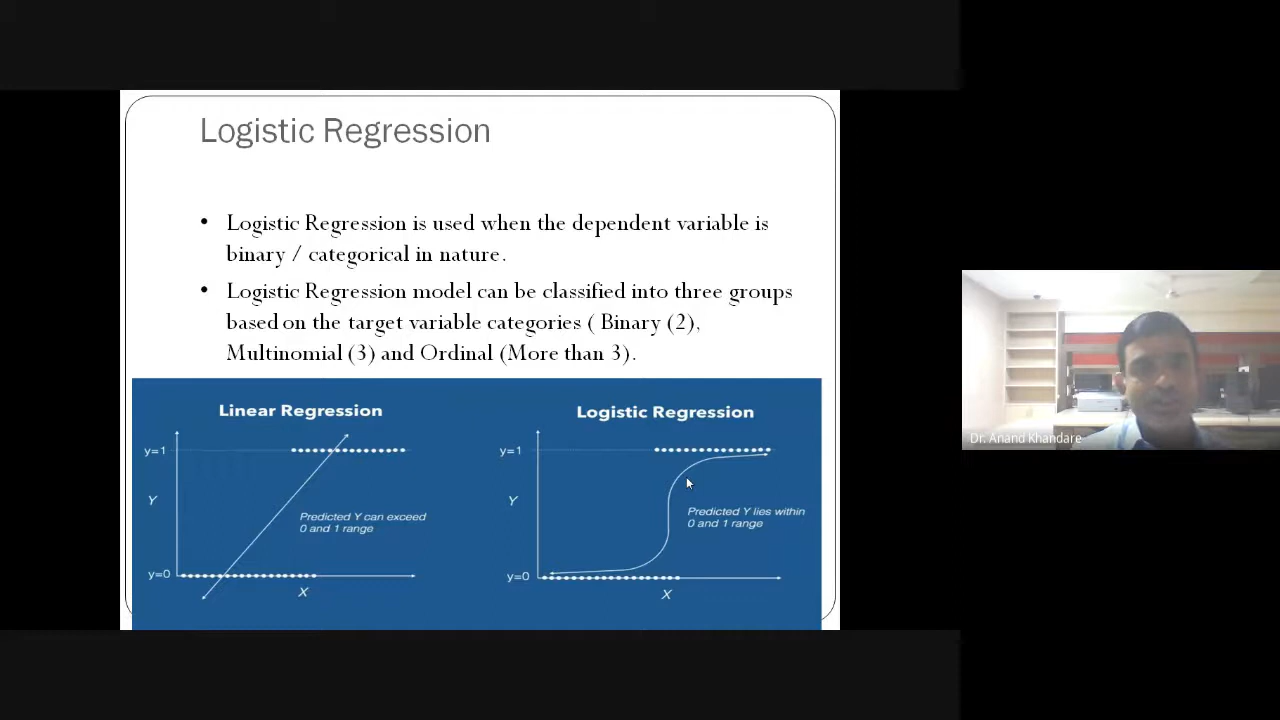 Logistic Regression
• Logistic Regression is used when the dependent variable is
binary / categorical in nature.
• Logistic Regression model can be classified into three groups
based on the target variable categories ( Binary (2),
Multinomial (3) and Ordinal (More than 3).
Linear Regression
y=1
Y
Predicted Y can exceed
0 and 1 range
y=0
X
Logistic Regression
y=1
Y
Predicted Y lies within
0 and 1 range
y=0
X
Dr. Anand Khandare